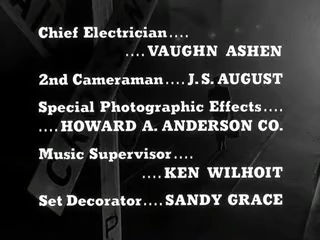 Chief Electrician....
....VAUGHN ASHEN
2nd Cameraman....J. S. AUGUST
Special Photographic Effects....
....HOWARD A. ANDERSON CO.
Music Supervisor....
....KEN WILHOIT
Set Decorator....SANDY GRACE